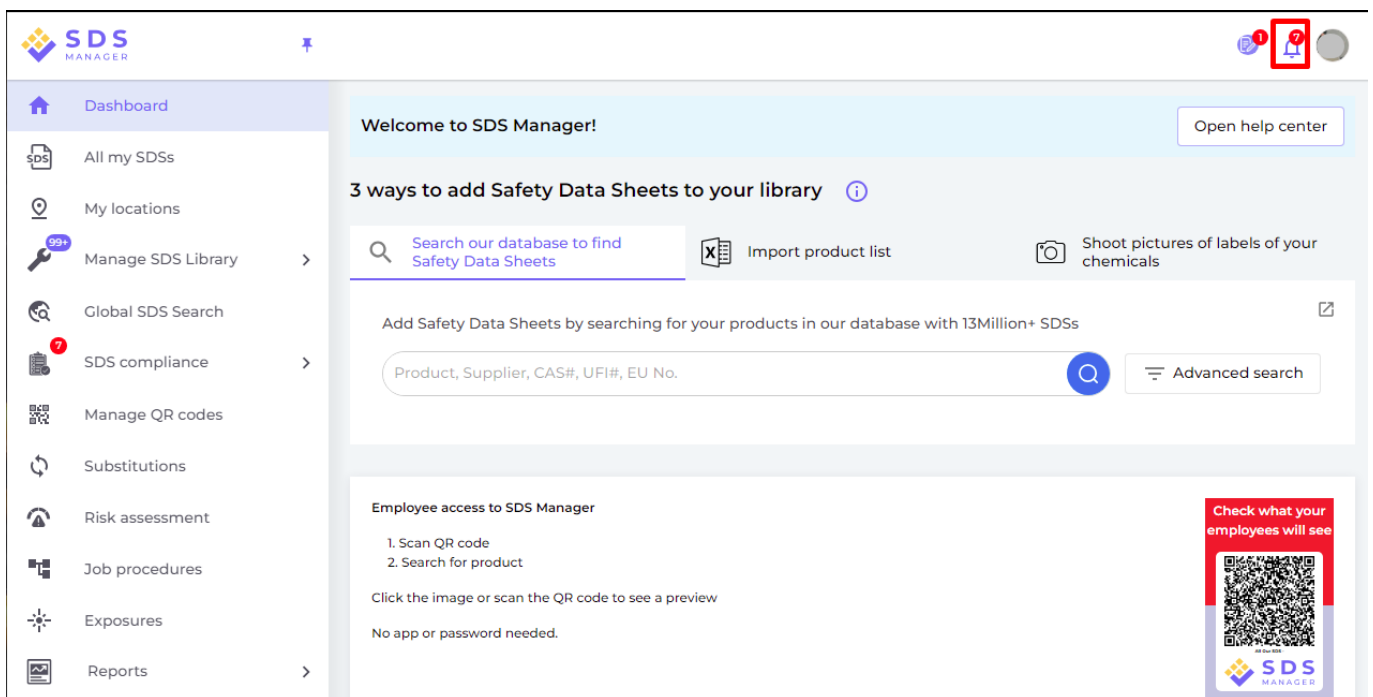 SDS
MANAGER
1
7
Dashboard
All my SDSs
My locations
99+
Manage SDS Library
Global SDS Search
7
SDS compliance
Manage QR codes
Substitutions
Risk assessment
Job procedures
Exposures
Reports
Welcome to SDS Manager!
Open help center
3 ways to add Safety Data Sheets to your library
Search our database to find
Safety Data Sheets
Import product list
Shoot pictures of labels of your
chemicals
Add Safety Data Sheets by searching for your products in our database with 13Million+ SDSs
Product, Supplier, CAS#, UFI#, EU No.
Advanced search
Employee access to SDS Manager
1. Scan QR code
2. Search for product
Click the image or scan the QR code to see a preview
No app or password needed.
Check what your
employees will see
SDS
MANAGER